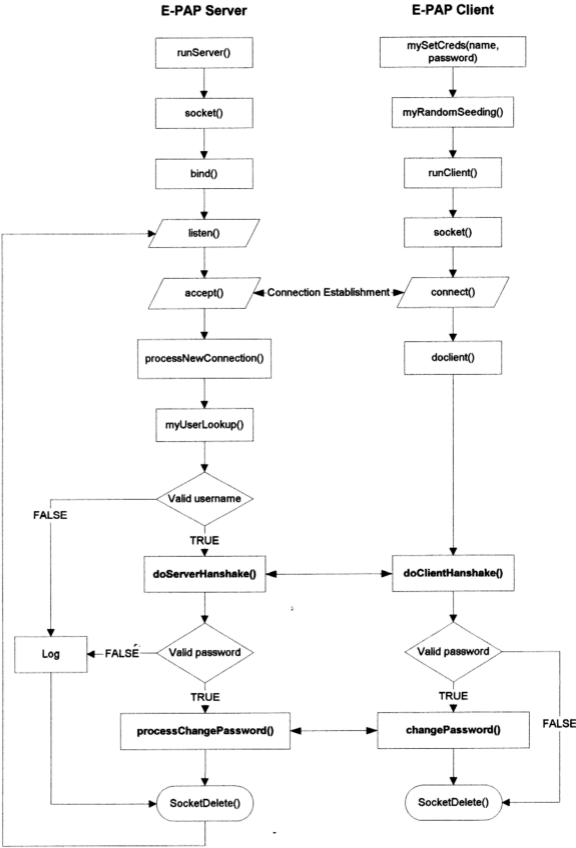 E-PAP Server
E-PAP Client
runServer()
mySetCreds(name,
password)
socket()
myRandomSeeding()
bind()
runClient()
listen()
socket()
accept()
Connection Establishment
connect()
processNewConnection()
doclient()
myUserLookup()
Valid username
FALSE
TRUE
doServerHanshake()
doClientHanshake()
Log
FALSE
Valid password
Valid password
TRUE
TRUE
FALSE
processChangePassword()
changePassword()
SocketDelete()
SocketDelete()